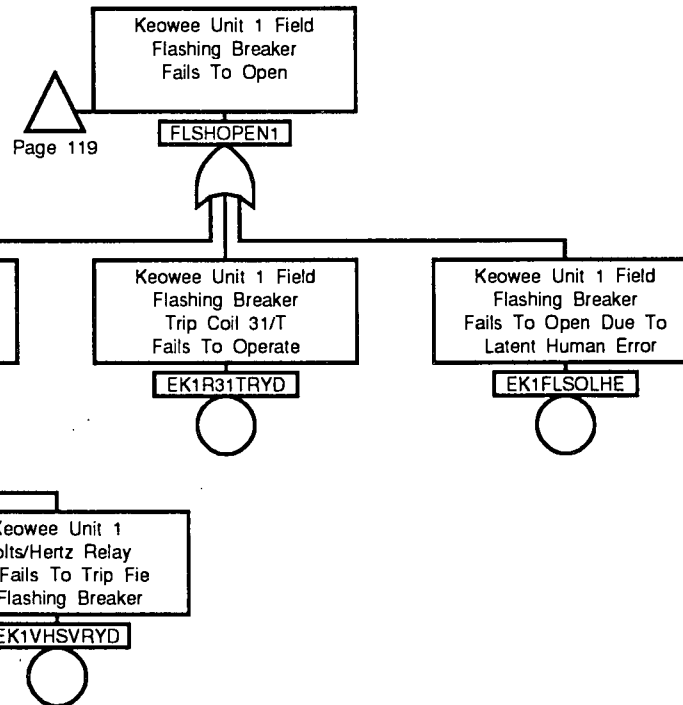 Keowee Unit 1 Field
Flashing Breaker
Fails To Open
Page 119
FLSHOPEN1
Keowee Unit 1 Field
Flashing Breaker
Trip Coil 31/T
Fails To Operate
EK1R31TRYD
Keowee Unit 1 Field
Flashing Breaker
Fails To Open Due To
Latent Human Error
EK1FLSOLHE
Keowee Unit 1
olts/Hertz Relay
Fails To Trip Fie
Flashing Breaker
EK1VHSVRYD